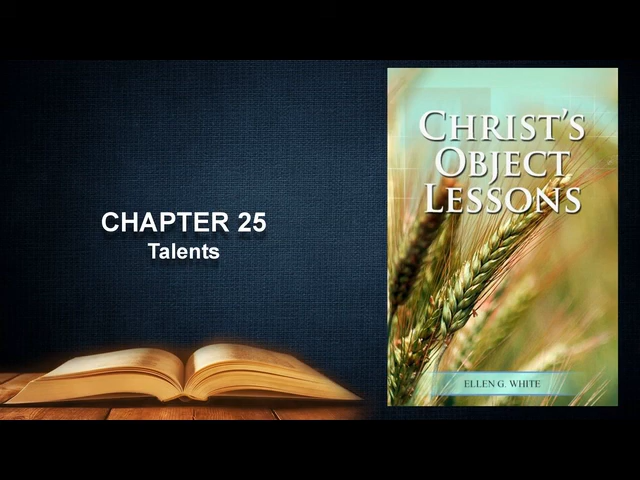 CHAPTER 25
Talents
CHRIST'S
OBJECT
LESSONS
ELLEN G. WHITE